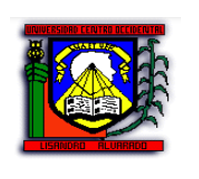 UNIVERSIDAD CENTRO OCCIDENTAL
LISANDRO ALVARADO